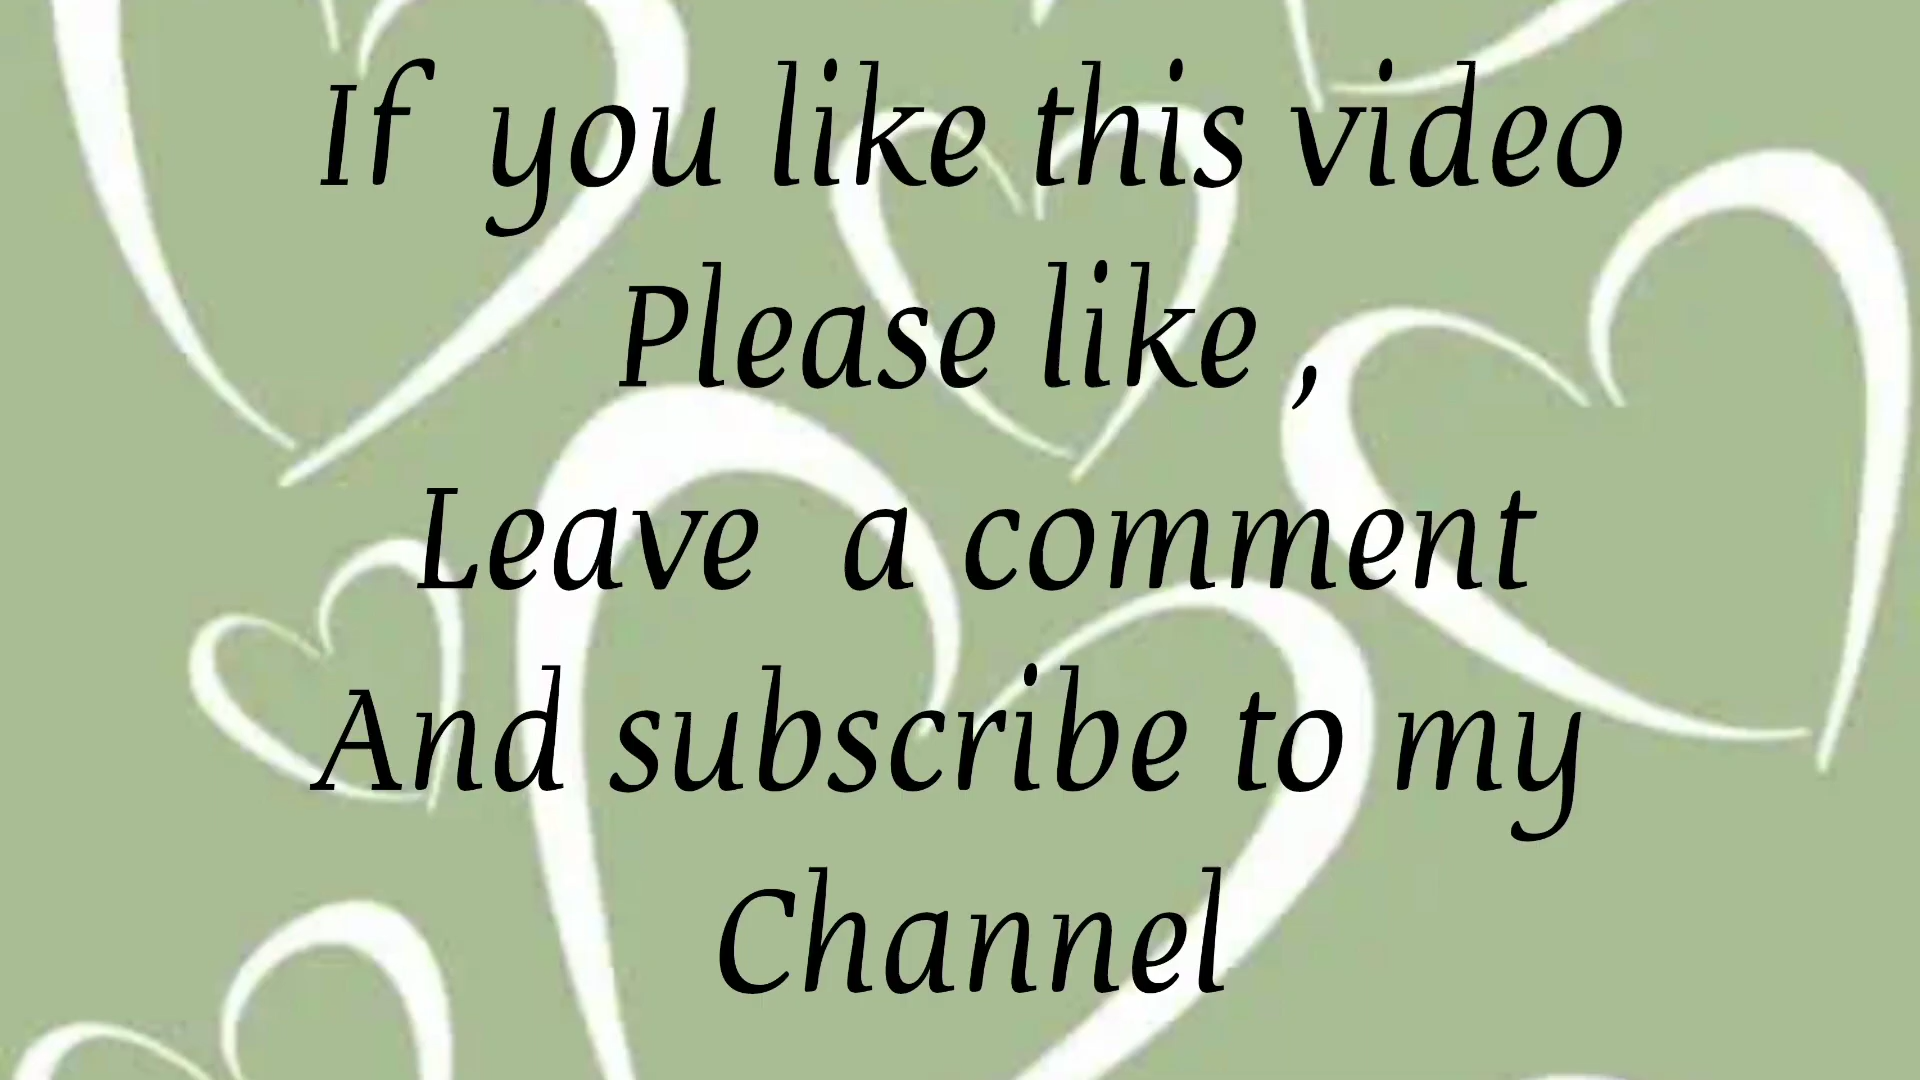 If you like this video
Please like ,
Leave a comment
And subscribe to my
Channel